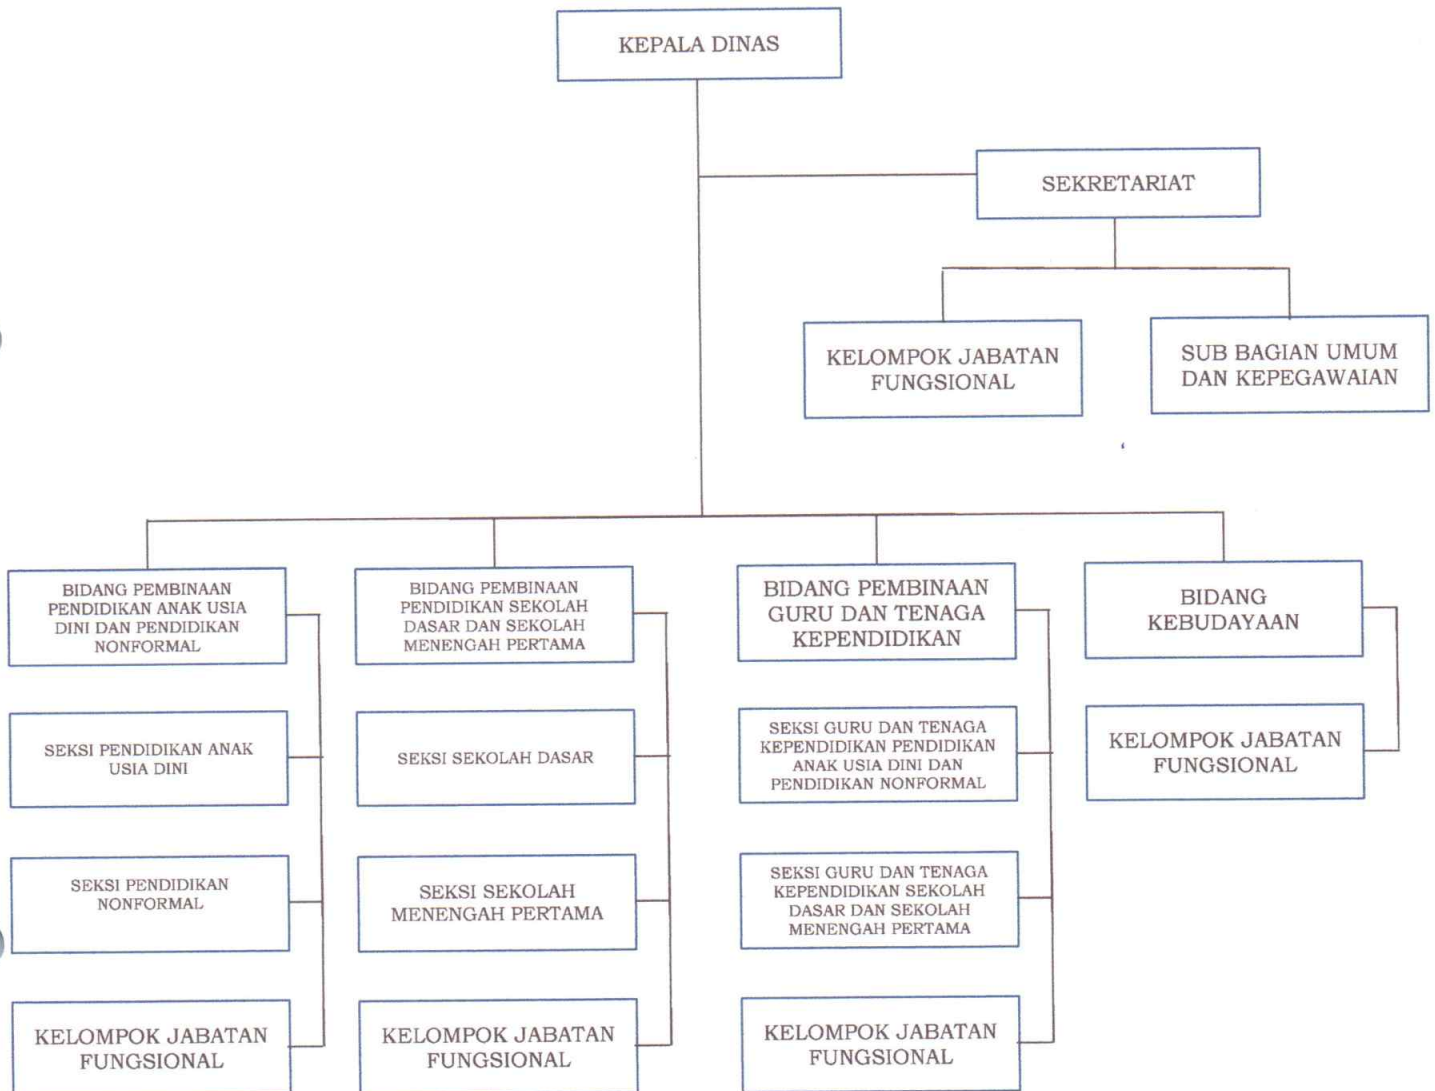 KEPALA DINAS
SEKRETARIAT
KELOMPOK JABATAN
FUNGSIONAL
SUB BAGIAN UMUM
DAN KEPEGAWAIAN
BIDANG PEMBINAAN
PENDIDIKAN ANAK USIA
DINI DAN PENDIDIKAN
NONFORMAL
BIDANG PEMBINAAN
PENDIDIKAN SEKOLAH
DASAR DAN SEKOLAH
MENENGAH PERTAMA
BIDANG PEMBINAAN
GURU DAN TENAGA
KEPENDIDIKAN
BIDANG
KEBUDAYAAN
SEKSI PENDIDIKAN ANAK
USIA DINI
SEKSI SEKOLAH DASAR
SEKSI GURU DAN TENAGA
KEPENDIDIKAN PENDIDIKAN
ANAK USIA DINI DAN
PENDIDIKAN NONFORMAL
KELOMPOK JABATAN
FUNGSIONAL
SEKSI PENDIDIKAN
NONFORMAL
SEKSI SEKOLAH
MENENGAH PERTAMA
SEKSI GURU DAN TENAGA
KEPENDIDIKAN SEKOLAH
DASAR DAN SEKOLAH
MENENGAH PERTAMA
KELOMPOK JABATAN
FUNGSIONAL
KELOMPOK JABATAN
FUNGSIONAL
KELOMPOK JABATAN
FUNGSIONAL